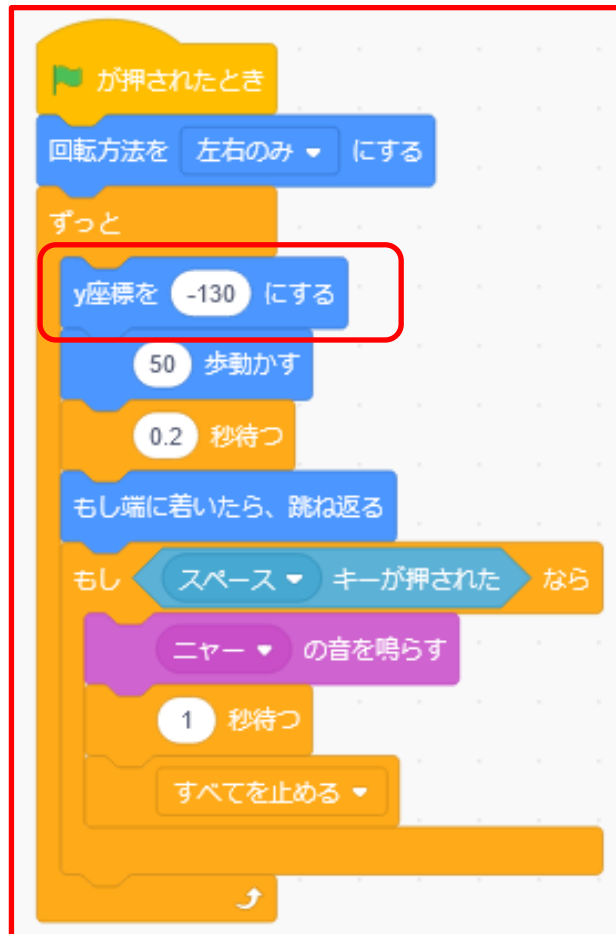 が押されたとき
回転方法を 左右のみ にする
ずっと
y座標を -130 にする
50 歩動かす
0.2 秒待つ
もし端に着いたら、跳ね返る
もし スペース キーが押された なら
ニャー の音を鳴らす
1 秒待つ
すべてを止める